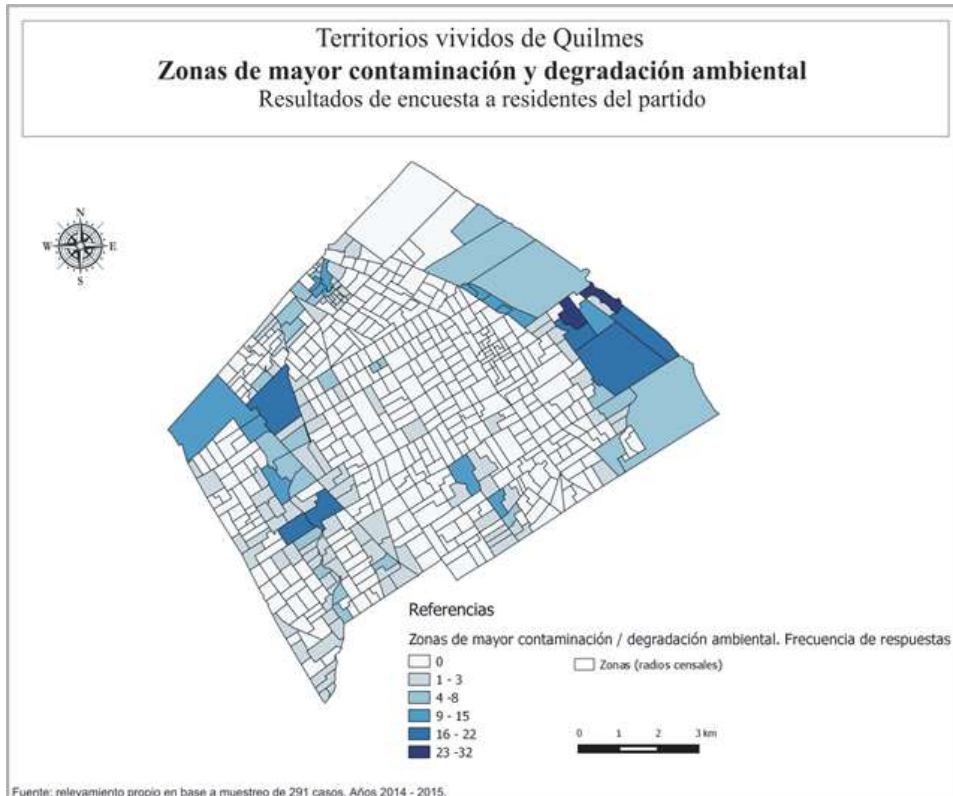 Territorios vividos de Quilmes
Zonas de mayor contaminación y degradación ambiental
Resultados de encuesta a residentes del partido
N
W E
S
Referencias
Zonas de mayor contaminación / degradación ambiental. Frecuencia de respuestas
0
Zonas (radios censales)
1 - 3
4 -8
9 - 15
16 - 22
23 -32
0 1 2 3 km
Fuente: relevamiento propio en base a muestreo de 291 casos. Años 2014 - 2015.